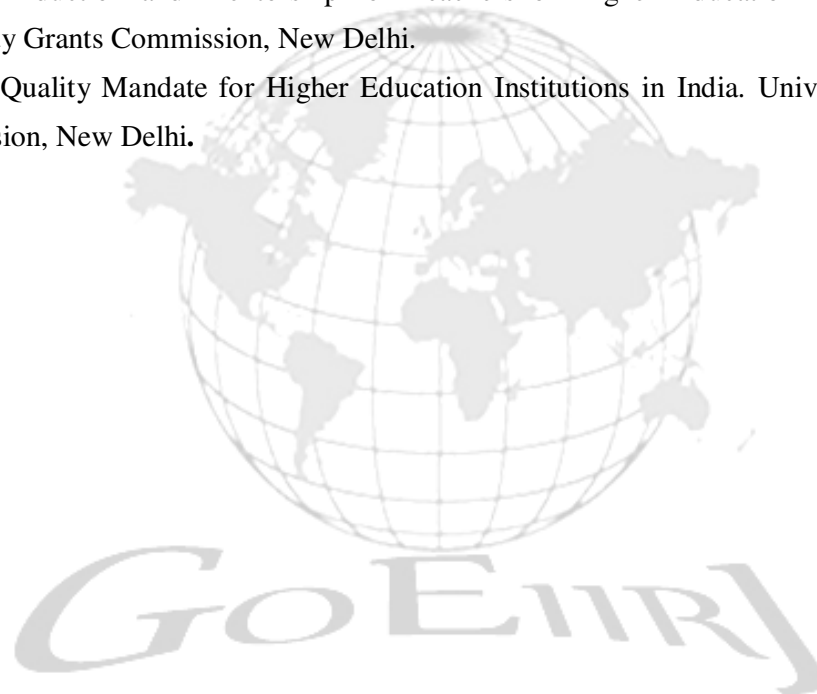 y Grants Commission, New Delhi.
Quality Mandate for Higher Education Institutions in India. Univ
sion, New Delhi.
GOEIIRJ